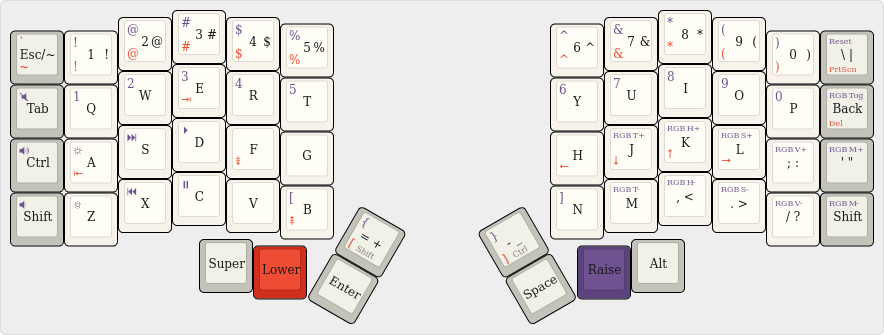 ` ! @ # $ % ^ & * ( ) Reset
Esc/~ 1 ! 2 @ 3 # 4 $ 5 % 6 ^ 7 & 8 * 9 ( 0 ) \ |
~ ! @ # $ % ^ & * ( ) PrtScn
1 2 3 4 5 6 7 8 9 0 RGB Tog
Tab Q W E R T Y U I O P Back
⇥ Del
RGB T+ RGB H+ RGB S+ RGB V+ RGB M+
Ctrl A S D F G H J K L ; : ' "
⇤ ⇞ ← ↓ ↑ →
[ ] RGB T- RGB H- RGB S- RGB V- RGB M-
Shift Z X C V B N M , < . > / ? Shift
⇟
{ }
= + - _
[ Shift ] Ctrl
Super Lower Enter Space Raise Alt